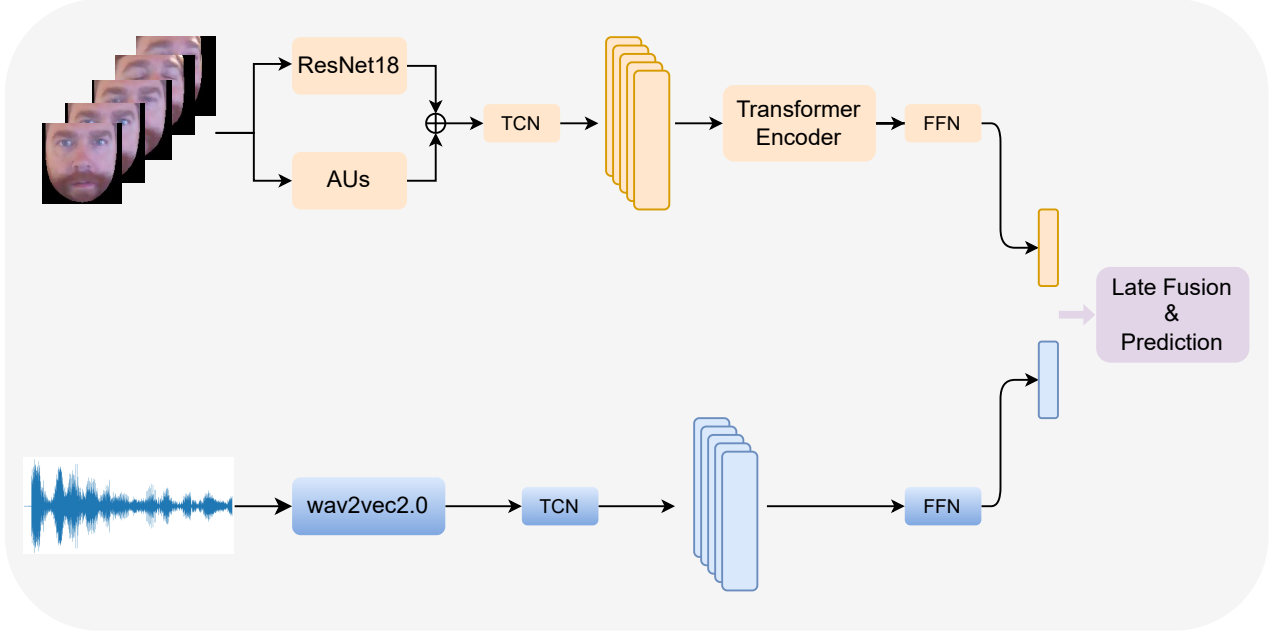 ResNet18
AUs
TCN
Transformer
Encoder
FFN
Late Fusion
&
Prediction
wav2vec2.0
TCN
FFN